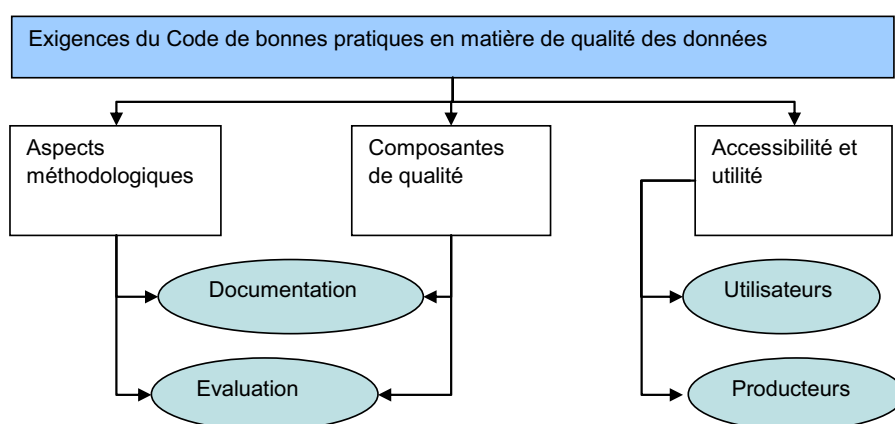 Exigences du Code de bonnes pratiques en matière de qualité des données
Aspects
méthodologiques
Composantes
de qualité
Accessibilité et
utilité
Documentation
Utilisateurs
Evaluation
Producteurs